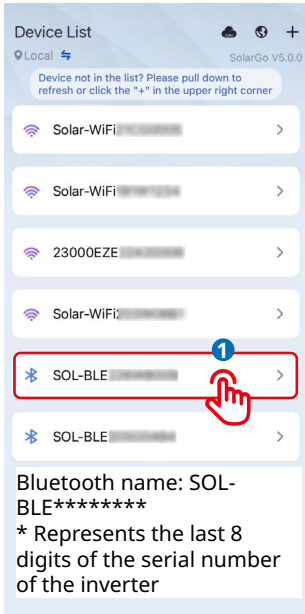 Device List
Local SolarGo V5.0.0
Device not in the list? Please pull down to
refresh or click the "+" in the upper right corner
Solar-WiFi
Solar-WiFi
23000EZE
Solar-WiFi
1
SOL-BLE
SOL-BLE
Bluetooth name: SOL-
BLE********
* Represents the last 8
digits of the serial number
of the inverter